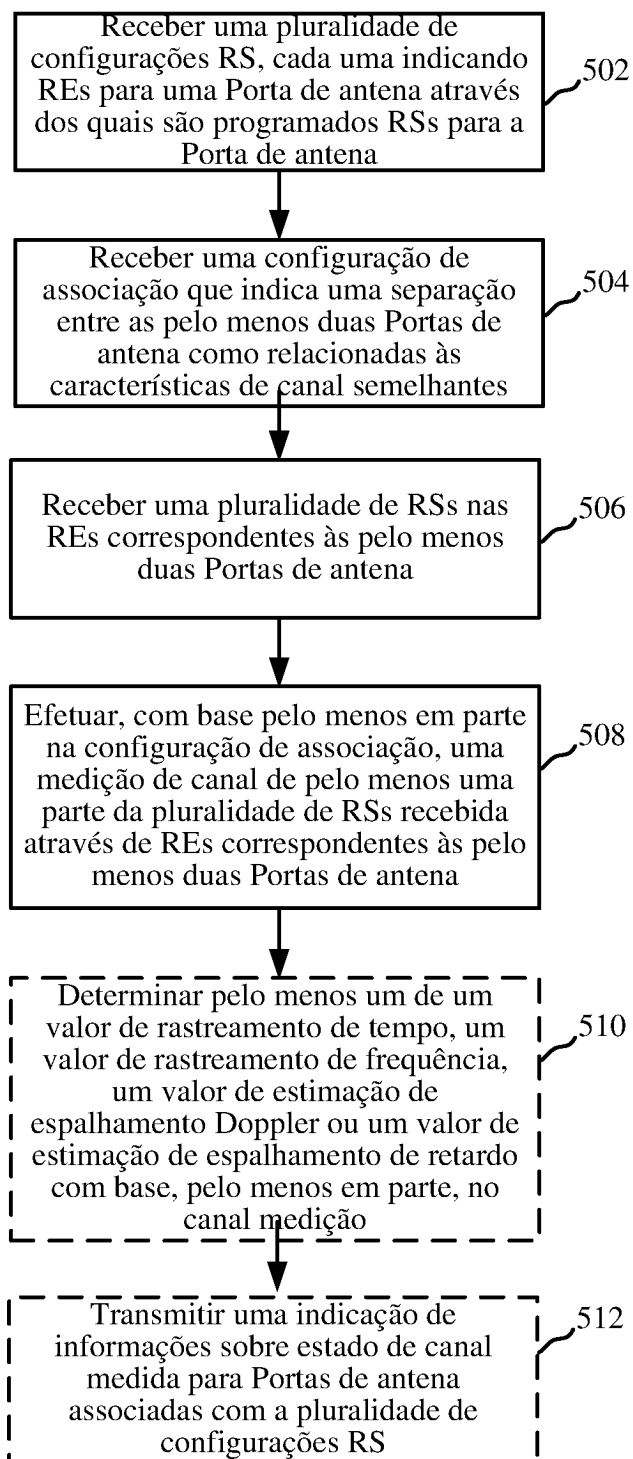 Receber uma pluralidade de
configurações RS, cada uma indicando
REs para uma Porta de antena através
dos quais são programados RSs para a
Porta de antena
502
Receber uma configuração de
associação que indica uma separação
entre as pelo menos duas Portas de
antena como relacionadas às
características de canal semelhantes
504
Receber uma pluralidade de RSs nas
REs correspondentes às pelo menos
duas Portas de antena
506
Efetuar, com base pelo menos em parte
na configuração de associação, uma
medição de canal de pelo menos uma
parte da pluralidade de RSs recebida
através de REs correspondentes às pelo
menos duas Portas de antena
508
Determinar pelo menos um de um
valor de rastreamento de tempo, um
valor de rastreamento de frequência,
um valor de estimação de
espalhamento Doppler ou um valor de
estimação de espalhamento de retardo
com base, pelo menos em parte, no
canal medição
510
Transmitir uma indicação de
informações sobre estado de canal
medida para Portas de antena
associadas com a pluralidade de
configurações RS
512